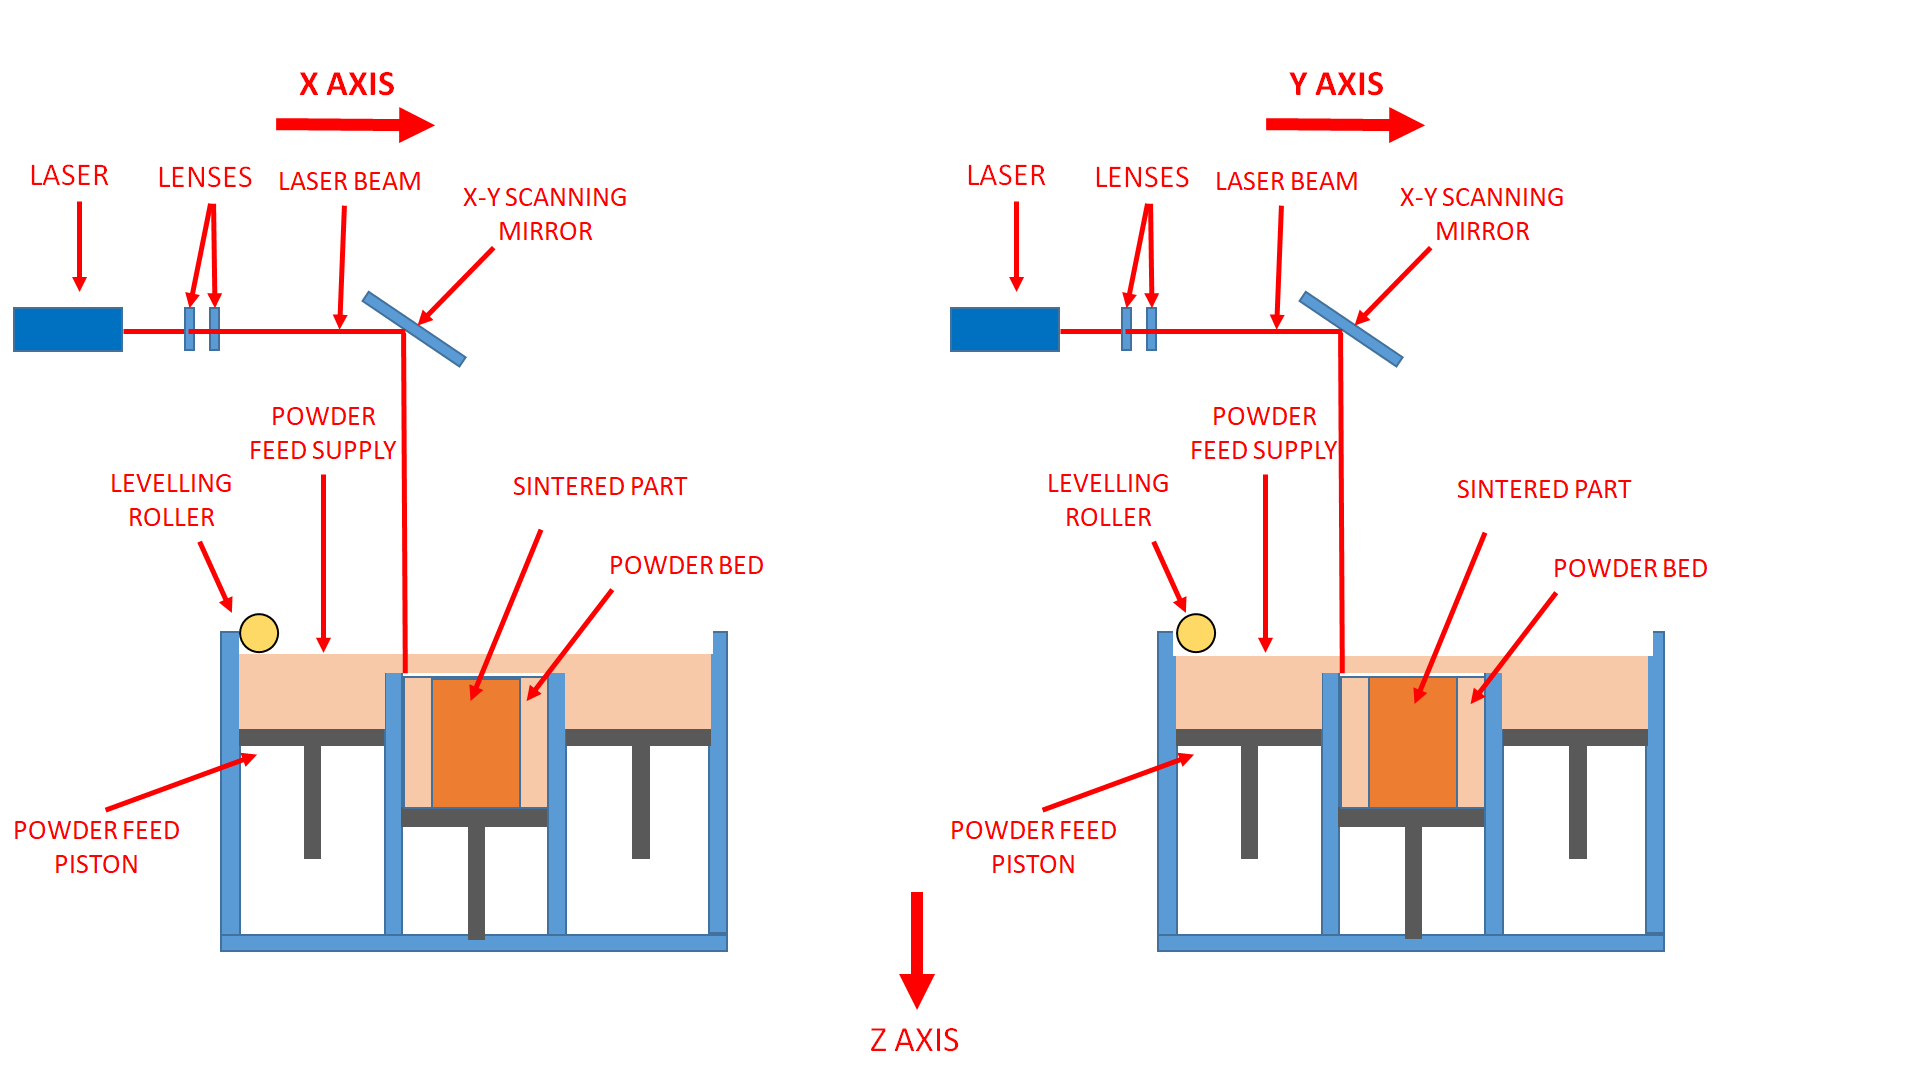 X AXIS
LASER
LENSES
LASER BEAM
X-Y SCANNING
MIRROR
POWDER
FEED SUPPLY
LEVELLING
ROLLER
SINTERED PART
POWDER BED
POWDER FEED
PISTON
Y AXIS
LASER
LENSES
LASER BEAM
X-Y SCANNING
MIRROR
POWDER
FEED SUPPLY
LEVELLING
ROLLER
SINTERED PART
POWDER BED
POWDER FEED
PISTON
Z AXIS